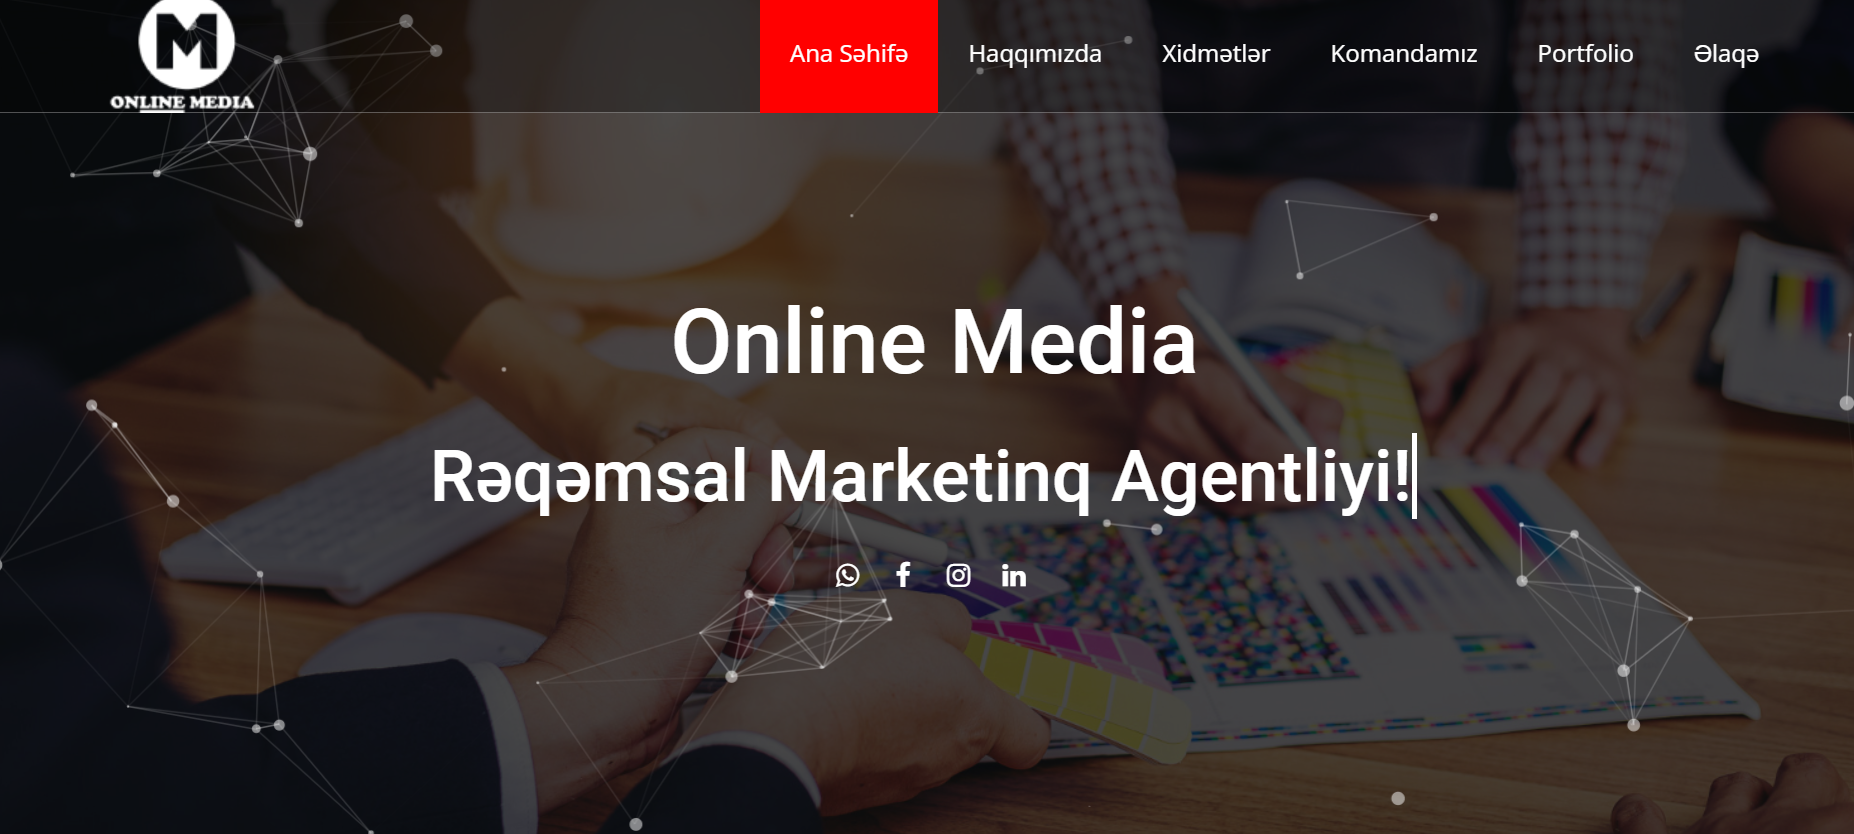 M
ONLINE MEDIA
Ana Səhifə Haqqımızda Xidmətlər Komandamız Portfolio Əlaqə
Online Media
Rəqəmsal Marketinq Agentliyi!